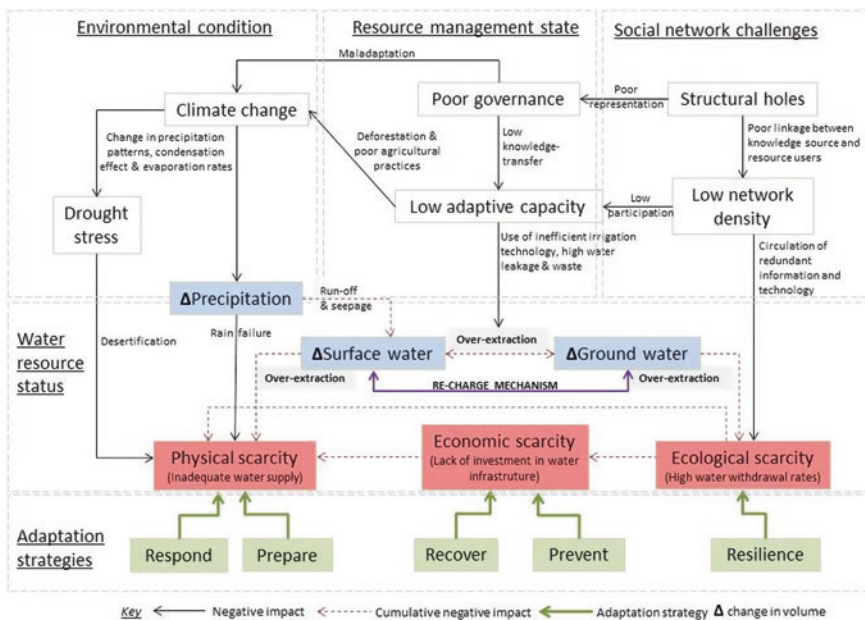 Environmental condition
Resource management state
Social network challenges
Maladaptation
Climate change
Poor governance
Poor
representation
Structural holes
Change in precipitation
patterns, condensation
effect & evaporation rates
Deforestation &
poor agricultural
practices
Low
knowledge-
transfer
Poor linkage between
knowledge source and
resource users
Drought
stress
Low adaptive capacity
Low
participation
Low network
density
Use of inefficient irrigation
technology, high water
leakage & waste
Circulation of
redundant
information and
technology
ΔPrecipitation
Run-off
& seepage
Water
resource
status
Desertification
Rain failure
Over-extraction
ΔSurface water
ΔGround water
Over-extraction
RE-CHARGE MECHANISM
Over-extraction
Physical scarcity
(Inadequate water supply)
Economic scarcity
(Lack of investment in water
infrastruture)
Ecological scarcity
(High water withdrawal rates)
Adaptation
strategies
Respond
Prepare
Recover
Prevent
Resilience
Key
Negative impact
Cumulative negative impact
Adaptation strategy
Δ change in volume